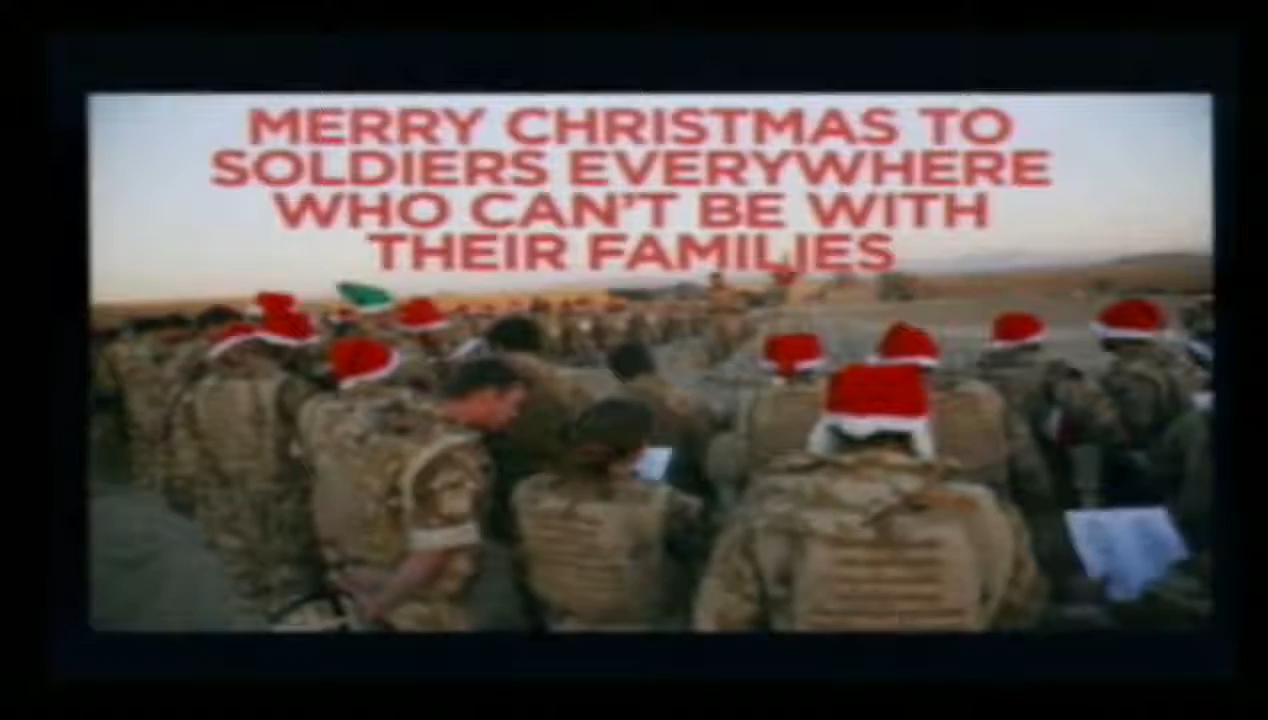 MERRY CHRISTMAS TO
SOLDIERS EVERYWHERE
WHO CAN'T BE WITH
THEIR FAMILIES